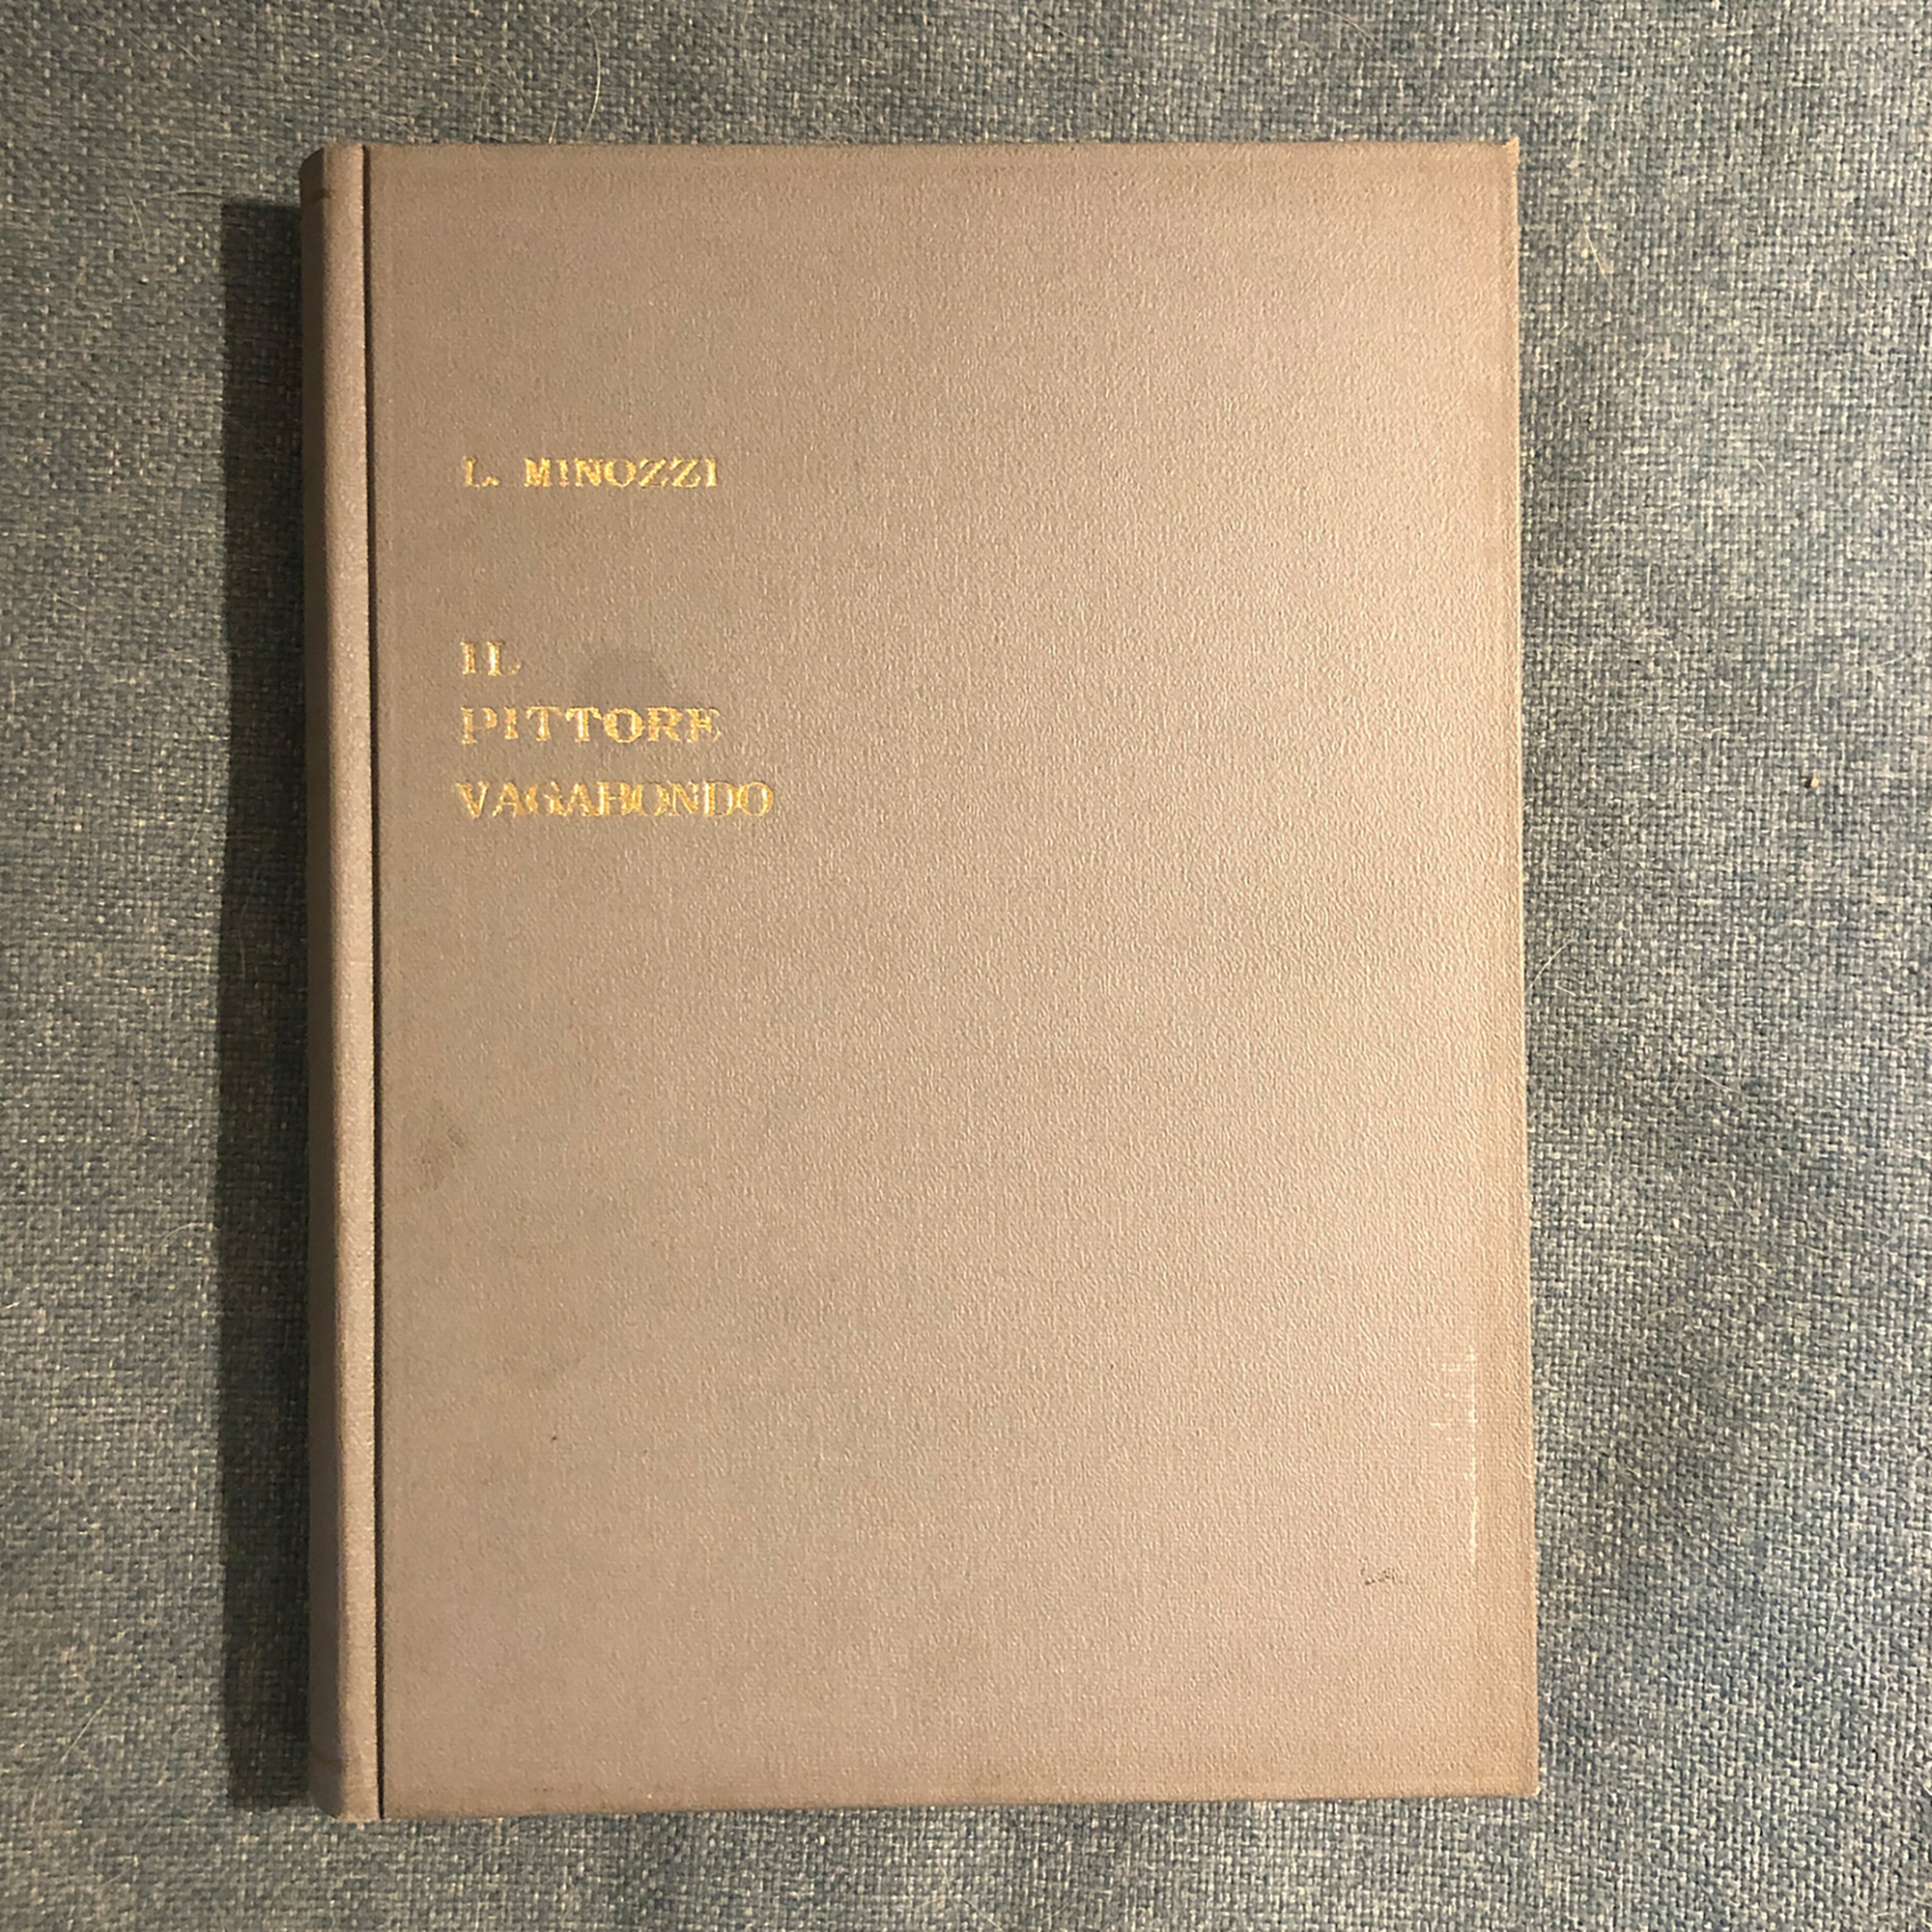 L. MINOZZI
IL
PITTORE
VAGABONDO